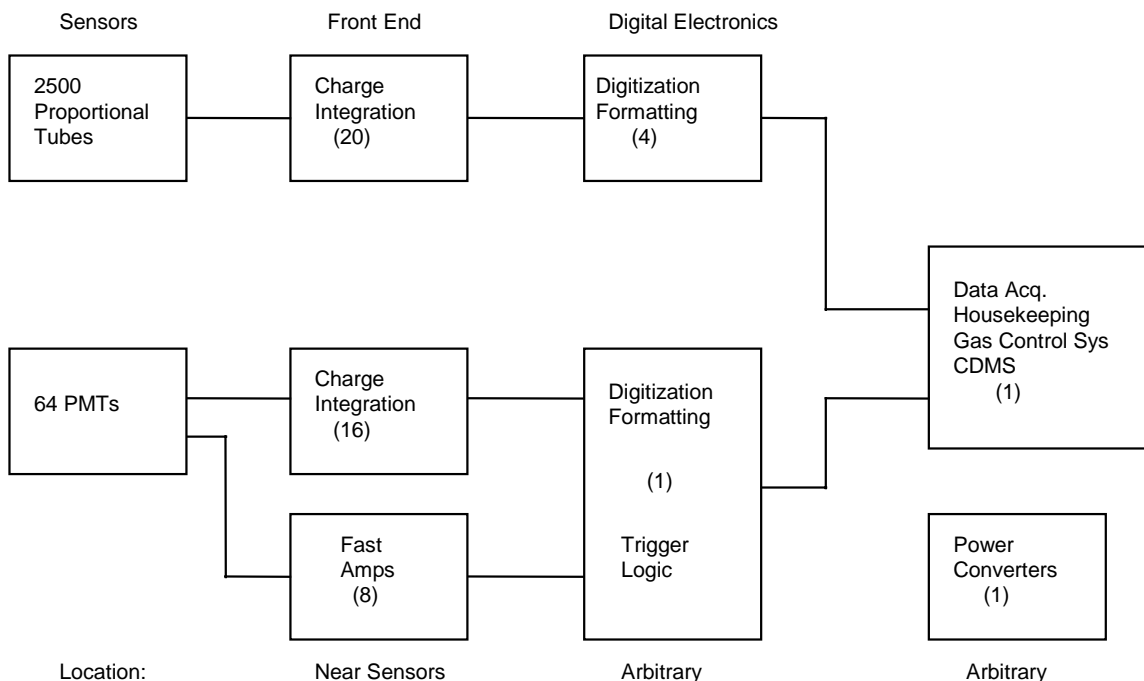 Sensors
Front End
Digital Electronics
2500
Proportional
Tubes
Charge
Integration
(20)
Digitization
Formatting
(4)
Data Acq.
Housekeeping
Gas Control Sys
CDMS
(1)
64 PMTs
Charge
Integration
(16)
Digitization
Formatting
(1)
Trigger
Logic
Fast
Amps
(8)
Power
Converters
(1)
Location:
Near Sensors
Arbitrary
Arbitrary